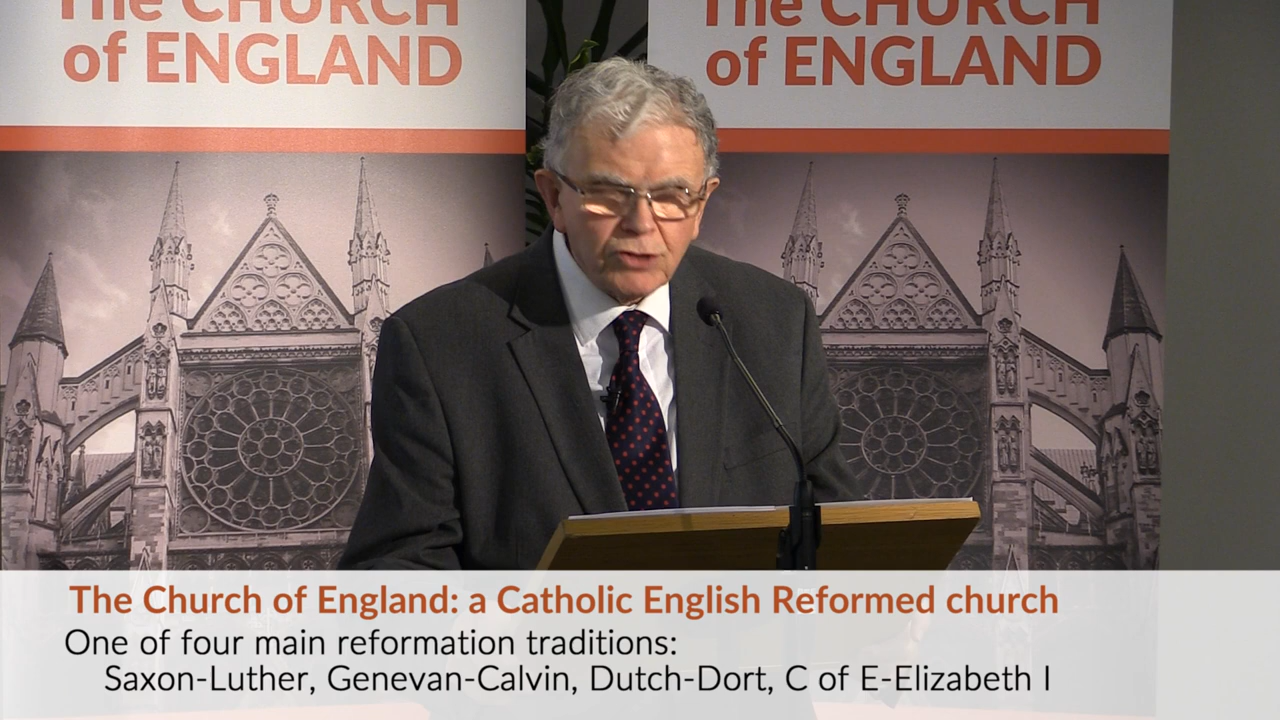 The CHURCH
of ENGLAND
The CHURCH
of ENGLAND
The Church of England: a Catholic English Reformed church
One of four main reformation traditions:
Saxon-Luther, Genevan-Calvin, Dutch-Dort, C of E-Elizabeth I